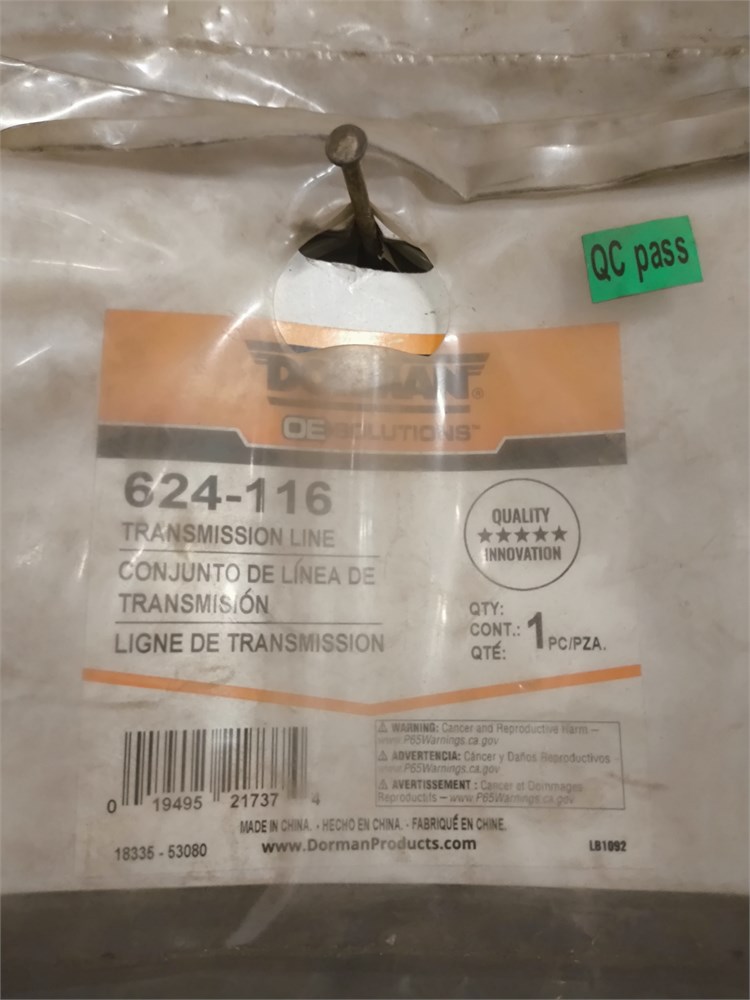 QC pass
DORMAN®
OE SOLUTIONS™
624-116
TRANSMISSION LINE
CONJUNTO DE LÍNEA DE
TRANSMISIÓN
LIGNE DE TRANSMISSION
QUALITY
INNOVATION
QTY:
CONT.: 1 PC/PZA.
QTÉ:
⚠ WARNING: Cancer and Reproductive Harm –
www.P65Warnings.ca.gov
⚠ ADVERTENCIA: Cáncer y Daños Reproductivos –
www.P65Warnings.ca.gov
⚠ AVERTISSEMENT : Cancer et Dommages
Reproductifs – www.P65Warnings.ca.gov
0 19495 21737 4
MADE IN CHINA. - HECHO EN CHINA. - FABRIQUÉ EN CHINE.
18335 - 53080
www.DormanProducts.com
LB1092